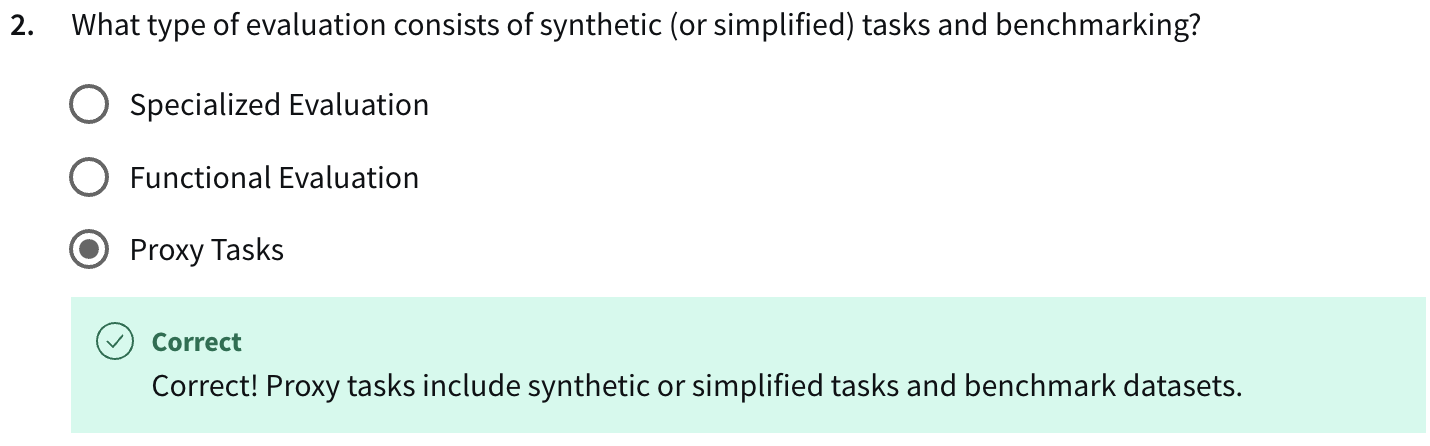 2. What type of evaluation consists of synthetic (or simplified) tasks and benchmarking?
Specialized Evaluation
Functional Evaluation
Proxy Tasks
Correct
Correct! Proxy tasks include synthetic or simplified tasks and benchmark datasets.